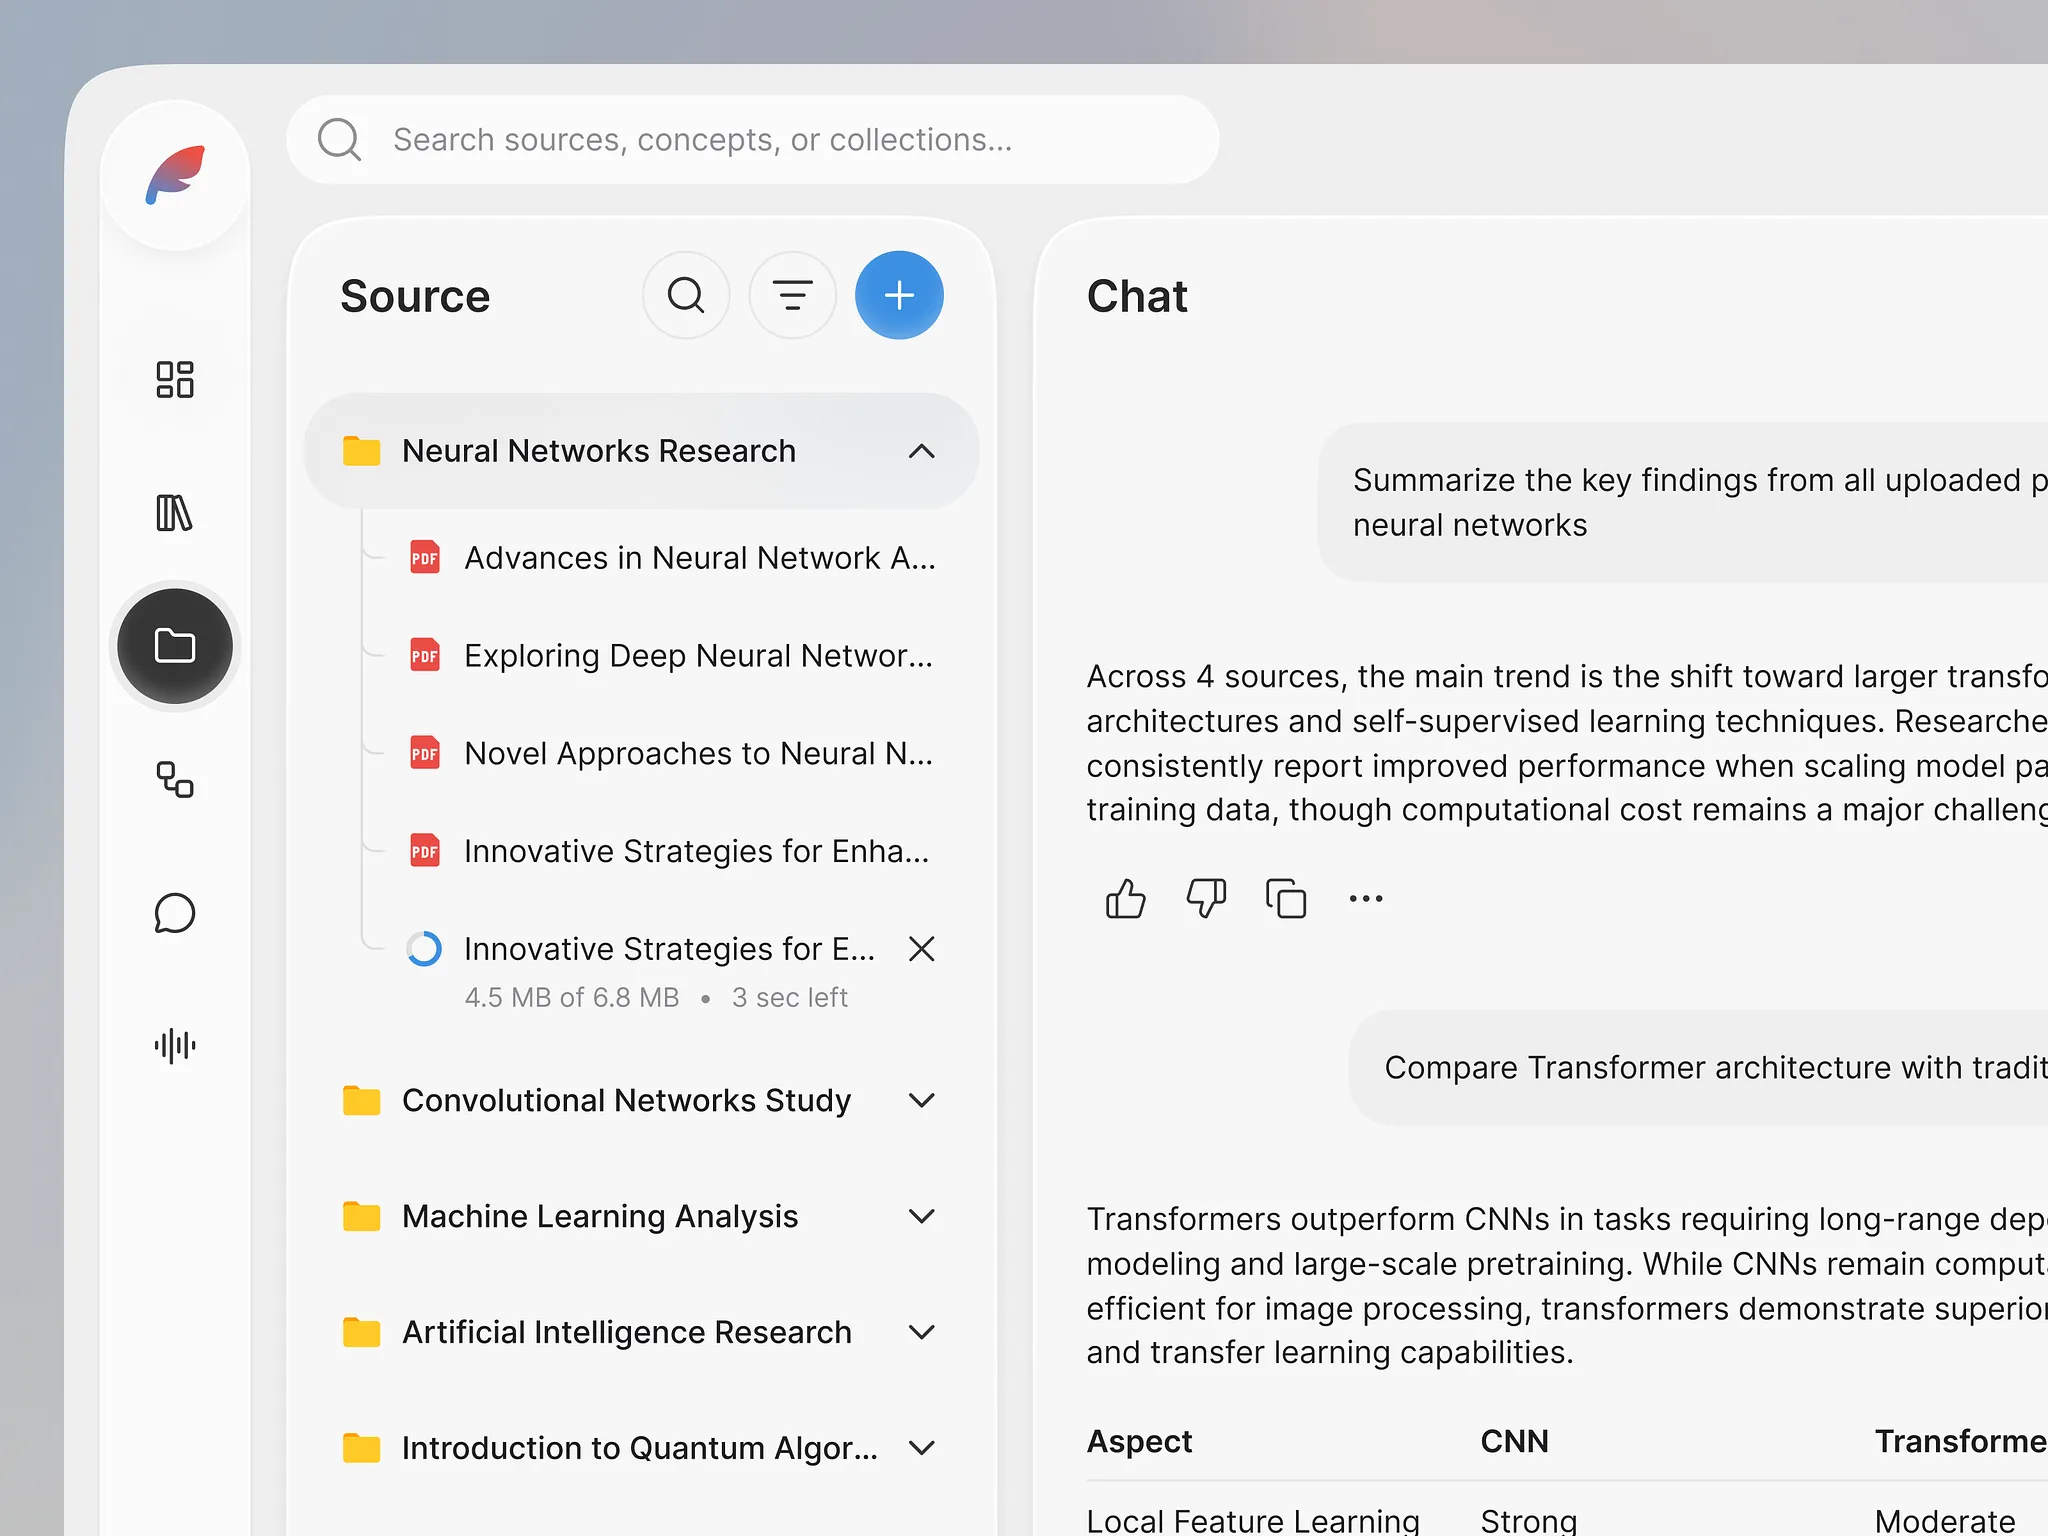 Search sources, concepts, or collections...
Source
Neural Networks Research
PDF Advances in Neural Network A...
PDF Exploring Deep Neural Networ...
PDF Novel Approaches to Neural N...
PDF Innovative Strategies for Enha...
Innovative Strategies for E...
4.5 MB of 6.8 MB • 3 sec left
Convolutional Networks Study
Machine Learning Analysis
Artificial Intelligence Research
Introduction to Quantum Algor...
Chat
Summarize the key findings from all uploaded p
neural networks
Across 4 sources, the main trend is the shift toward larger transfo
architectures and self-supervised learning techniques. Researche
consistently report improved performance when scaling model pa
training data, though computational cost remains a major challeng
Compare Transformer architecture with tradit
Transformers outperform CNNs in tasks requiring long-range depe
modeling and large-scale pretraining. While CNNs remain computa
efficient for image processing, transformers demonstrate superior
and transfer learning capabilities.
Aspect CNN Transforme
Local Feature Learning Strong Moderate